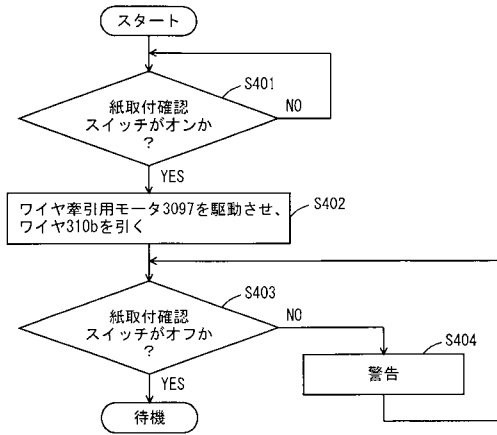 スタート
S401
紙取付確認
スイッチがオンか
?
NO
YES
S402
ワイヤ牽引用モータ3097を駆動させ、
ワイヤ310bを引く
S403
紙取付確認
スイッチがオフか
?
NO
S404
警告
YES
待機